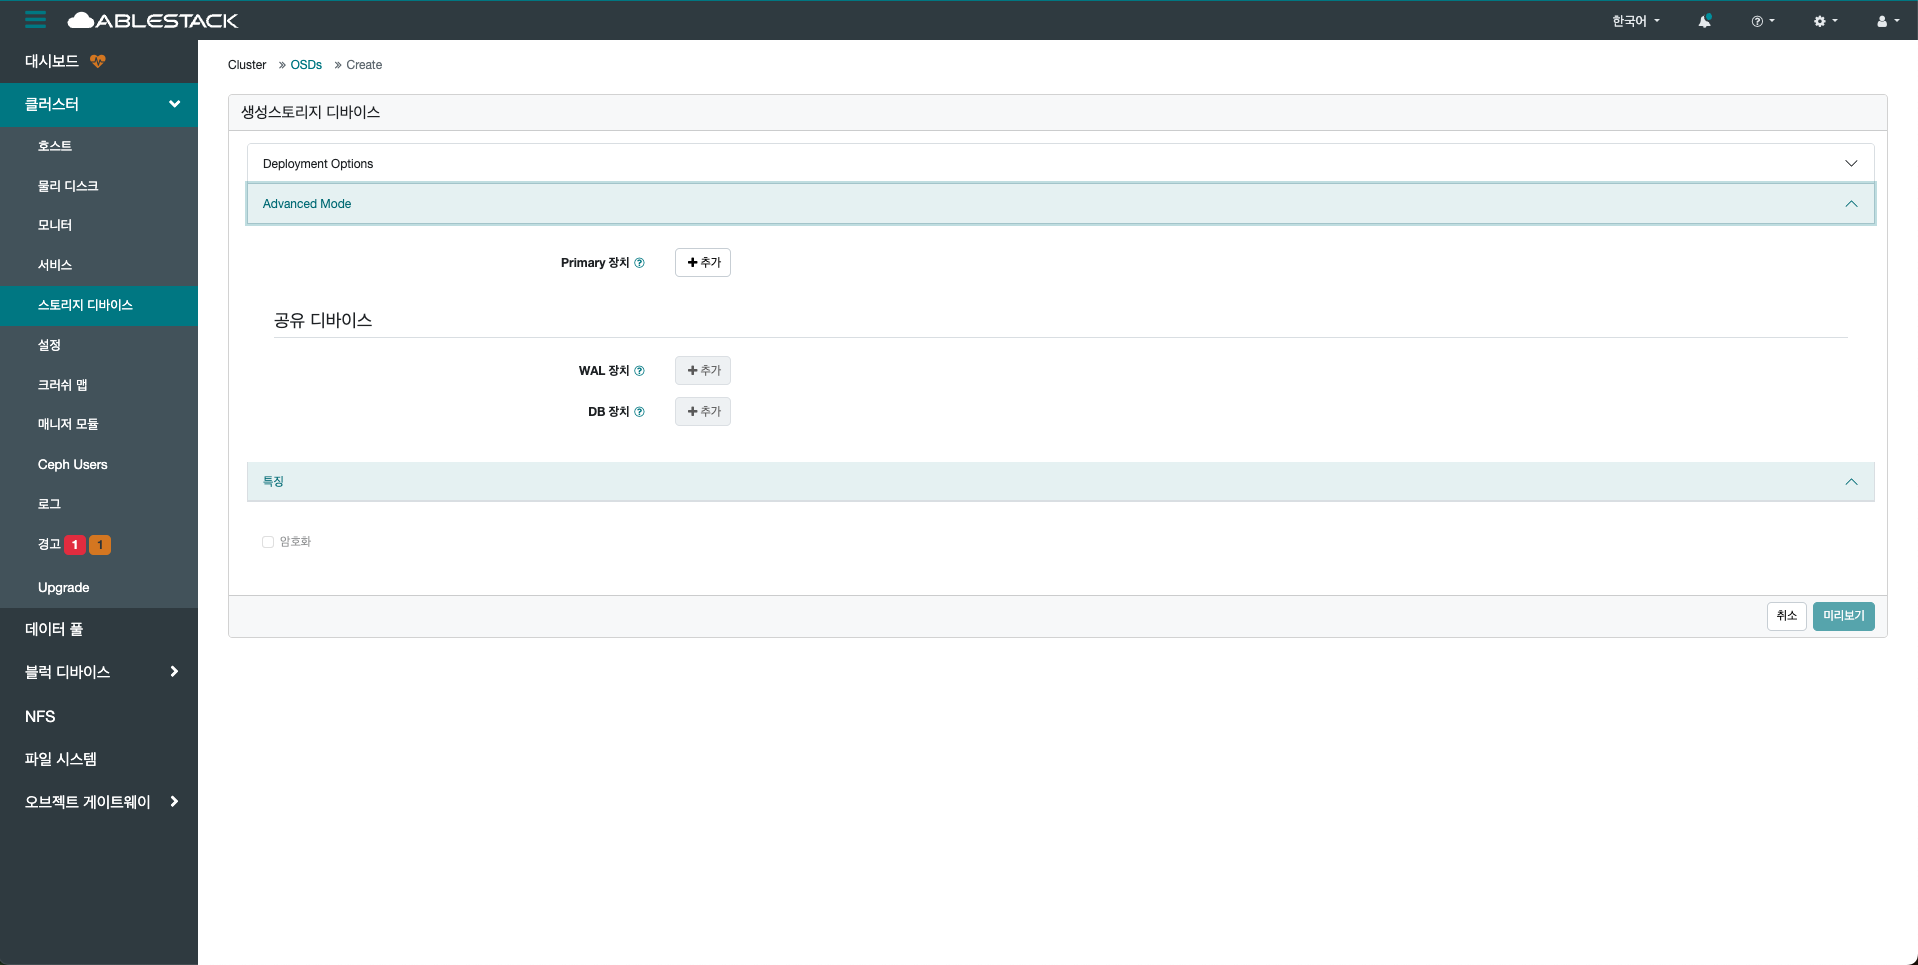 ABLESTACK
한국어
대시보드
클러스터
호스트
물리 디스크
모니터
서비스
스토리지 디바이스
설정
크러쉬 맵
매니저 모듈
Ceph Users
로그
경고 1 1
Upgrade
데이터 풀
블럭 디바이스
NFS
파일 시스템
오브젝트 게이트웨이
Cluster » OSDs » Create
생성스토리지 디바이스
Deployment Options
Advanced Mode
Primary 장치 추가
공유 디바이스
WAL 장치 추가
DB 장치 추가
특징
암호화
취소 미리보기